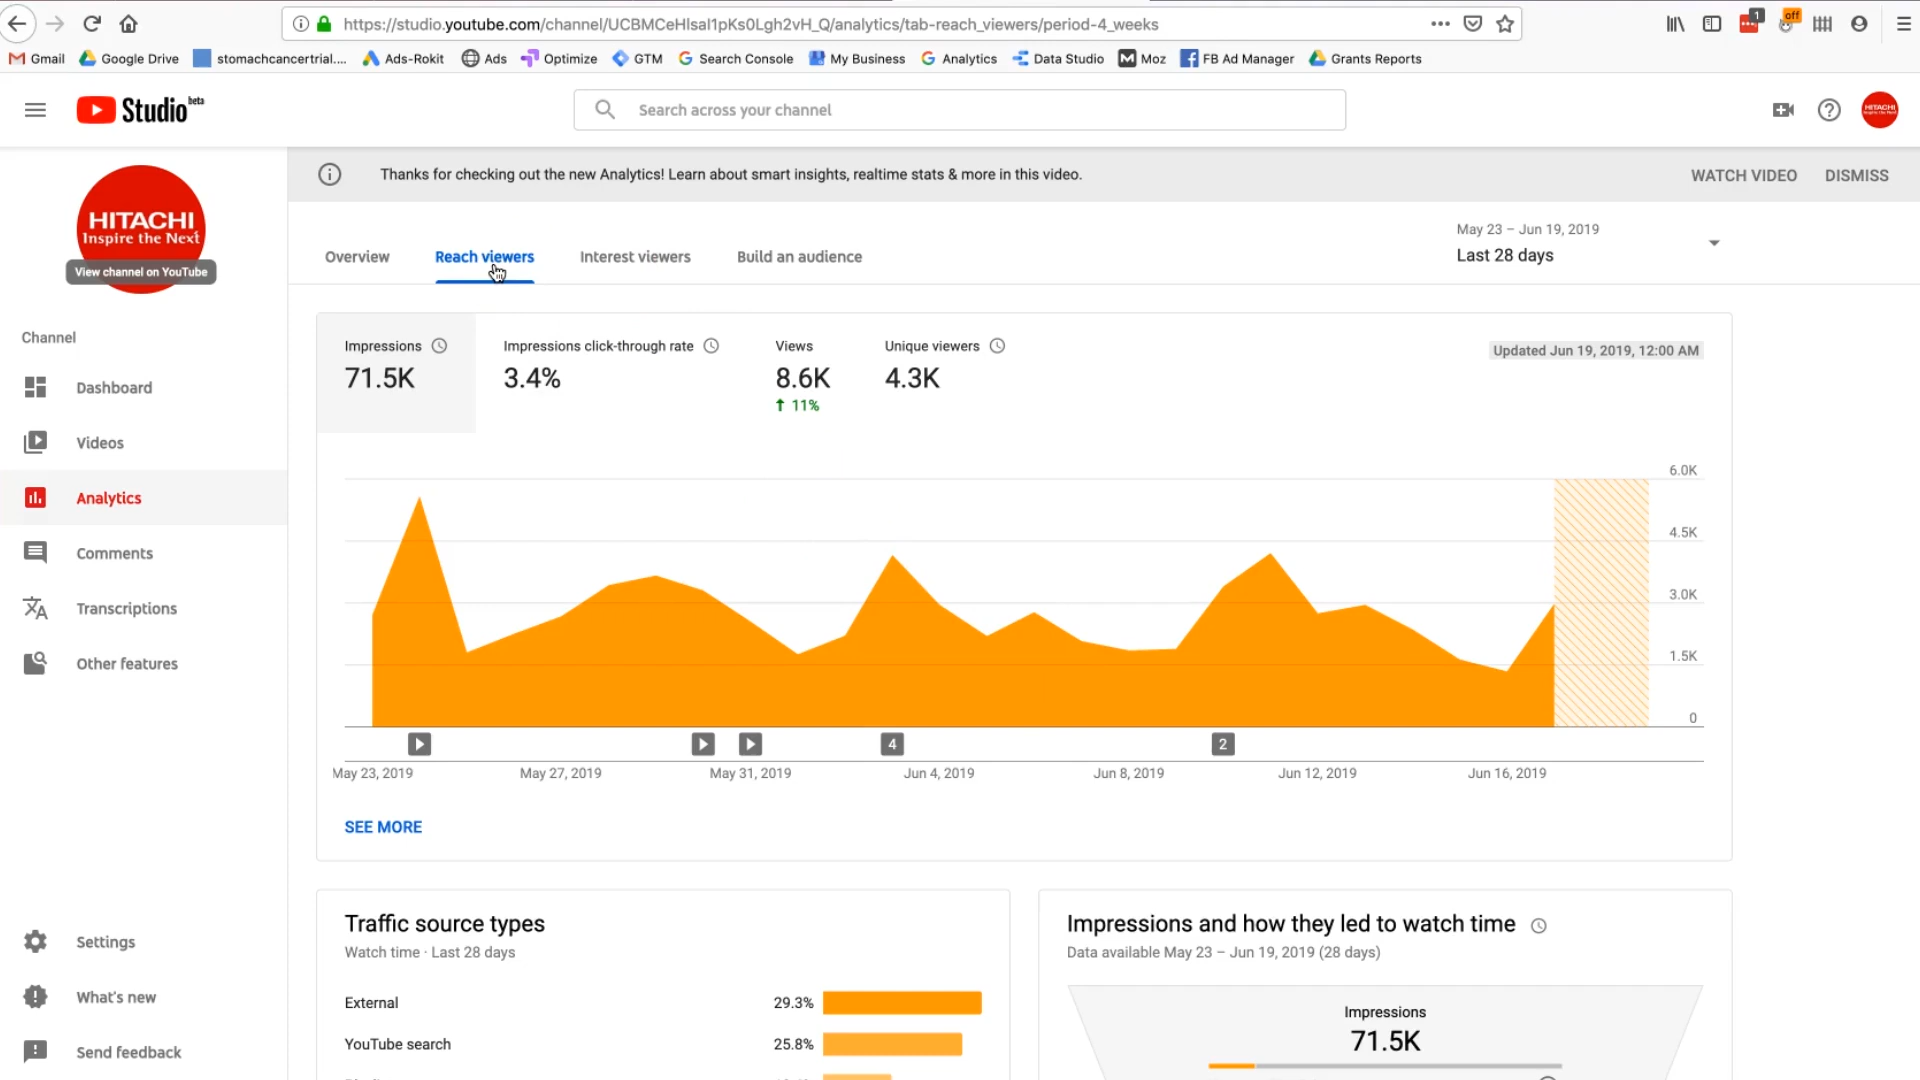 https://studio.youtube.com/channel/UCBMCeHlsal1pKs0Lgh2vH_Q/analytics/tab-reach_viewers/period-4_weeks
1
off
Gmail
Google Drive
stomachcancertrial....
Ads-Rokit
Ads
Optimize
GTM
Search Console
My Business
Analytics
Data Studio
Moz
FB Ad Manager
Grants Reports
Studio beta
Search across your channel
HITACHI
Inspire the Next
HITACHI
Inspire the Next
View channel on YouTube
Channel
Dashboard
Videos
Analytics
Comments
Transcriptions
Other features
Settings
What's new
Send feedback
Thanks for checking out the new Analytics! Learn about smart insights, realtime stats & more in this video.
WATCH VIDEO
DISMISS
Overview
Reach viewers
Interest viewers
Build an audience
May 23 – Jun 19, 2019
Last 28 days
Impressions
71.5K
Impressions click-through rate
3.4%
Views
8.6K
11%
Unique viewers
4.3K
Updated Jun 19, 2019, 12:00 AM
6.0K
4.5K
3.0K
1.5K
0
4
2
May 23, 2019
May 27, 2019
May 31, 2019
Jun 4, 2019
Jun 8, 2019
Jun 12, 2019
Jun 16, 2019
SEE MORE
Traffic source types
Watch time · Last 28 days
External
29.3%
YouTube search
25.8%
Impressions and how they led to watch time
Data available May 23 – Jun 19, 2019 (28 days)
Impressions
71.5K